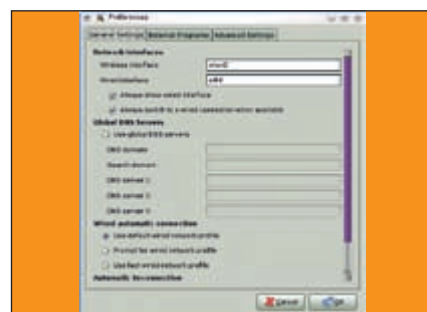 Preferences
General Settings External Programs Advanced Settings
Network Interfaces
Wireless Interface
wlan0
Wired Interface
eth0
Always show wired interface
Always switch to a wired connection when available
Global DNS Servers
Use global DNS servers
DNS domain
Search domain
DNS server 1
DNS server 2
DNS server 3
Wired automatic connection
Use default wired network profile
Prompt for wired network profile
Use last wired network profile
Automatic Reconnection
Cancel OK